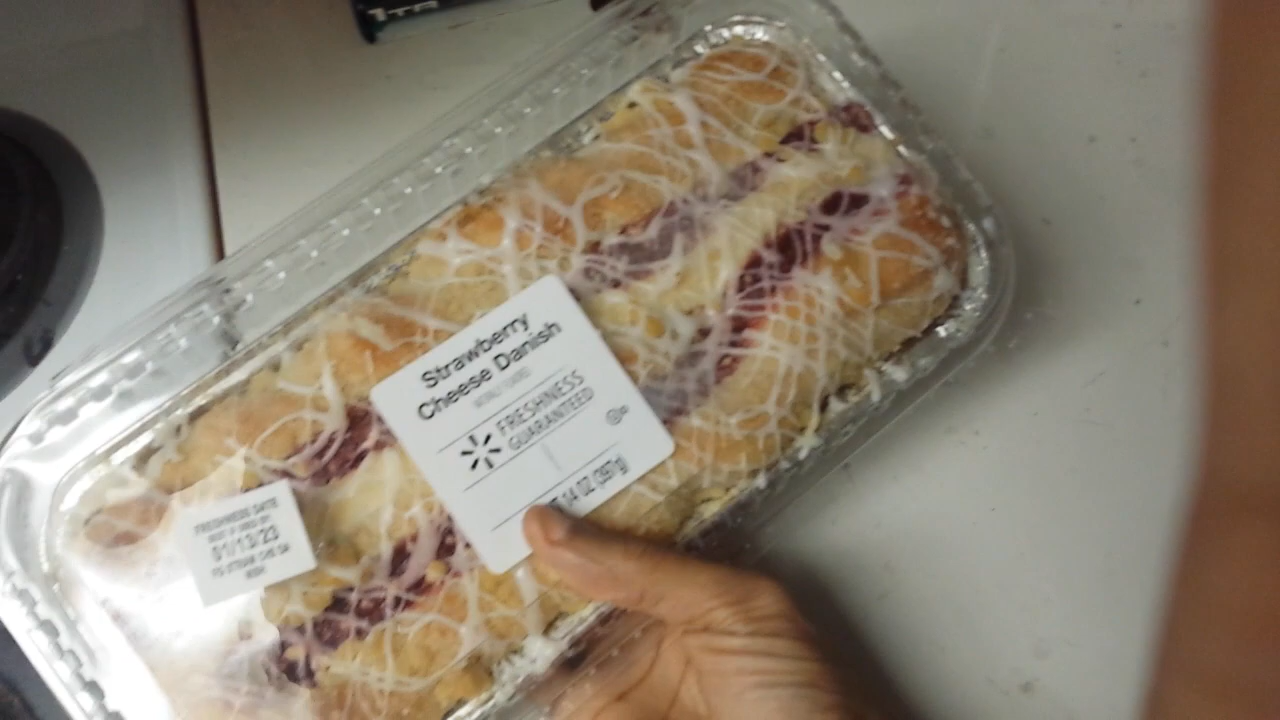 Strawberry
Cheese Danish
FRESHNESS
GUARANTEED
14 OZ (397g)
FRESHNESS DATE
01/13/23